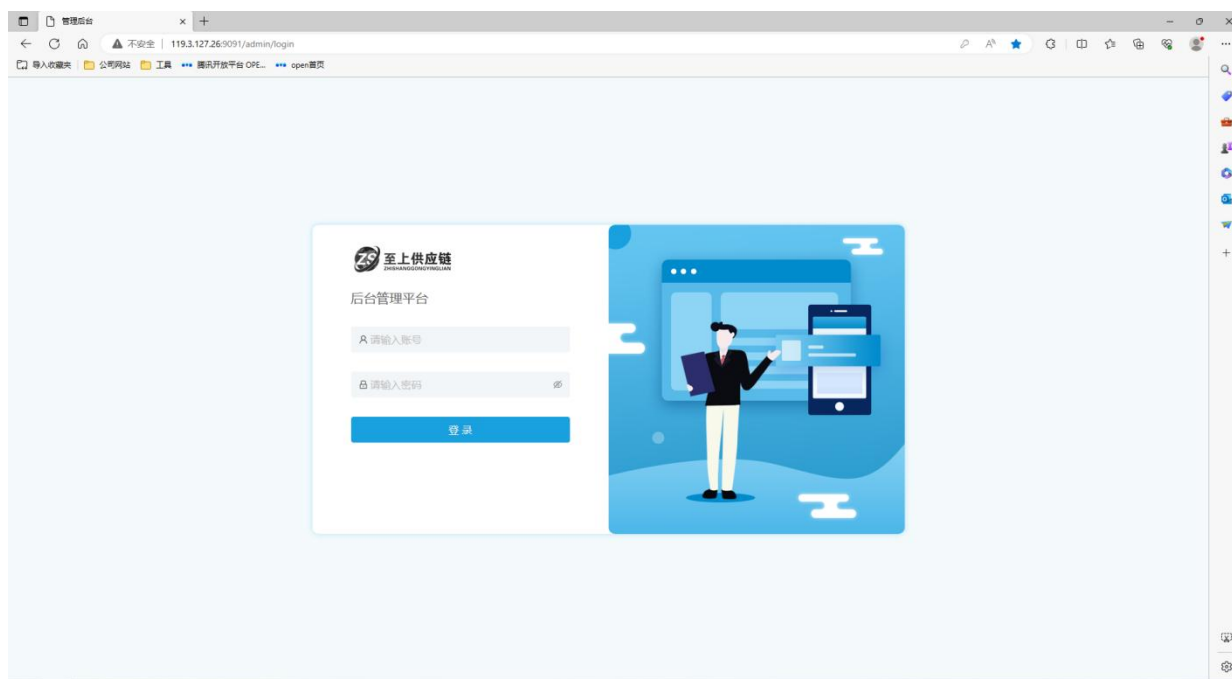 管理后台
不安全 | 119.3.127.26:9091/admin/login
导入收藏夹
公司网站
工具
腾讯开放平台 OPE...
open首页
ZS 至上供应链
ZHISHANGGONGYINGLIAN
后台管理平台
请输入账号
请输入密码
登录